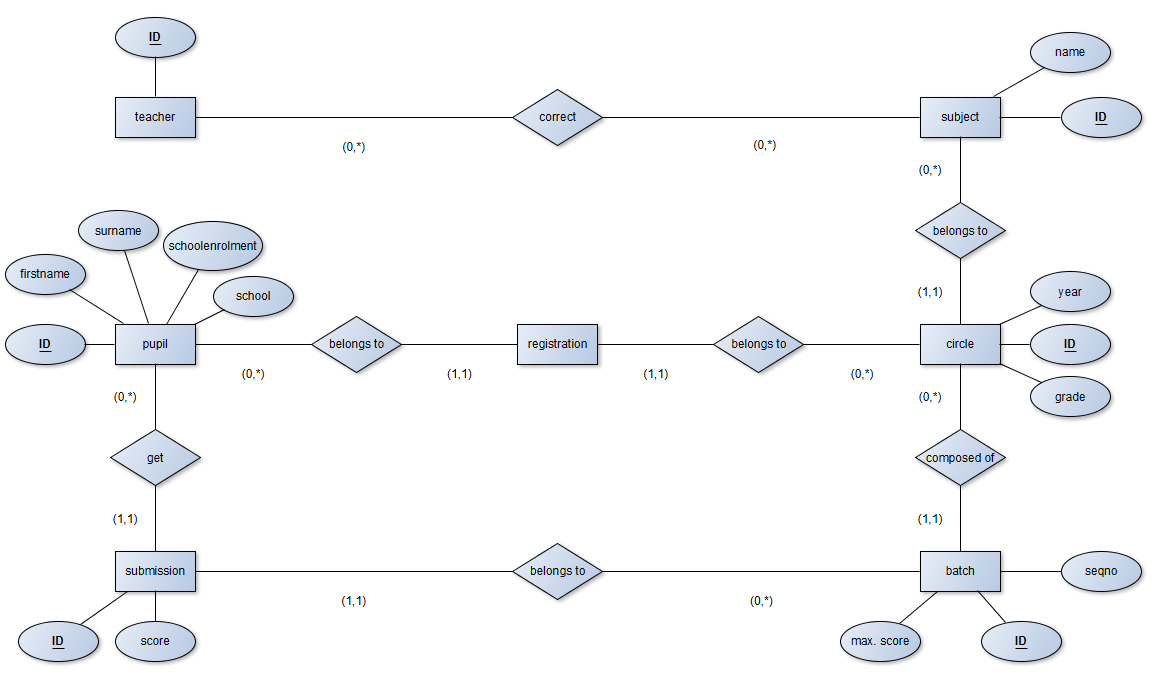 ID
name
teacher
correct
subject
ID
(0,*)
(0,*)
(0,*)
surname
schoolenrolment
belongs to
firstname
school
year
(1,1)
ID
pupil
belongs to
registration
belongs to
circle
ID
(0,*)
(1,1)
(1,1)
(0,*)
(0,*)
(0,*)
grade
get
composed of
(1,1)
(1,1)
submission
belongs to
batch
seqno
(1,1)
(0,*)
ID
score
max. score
ID